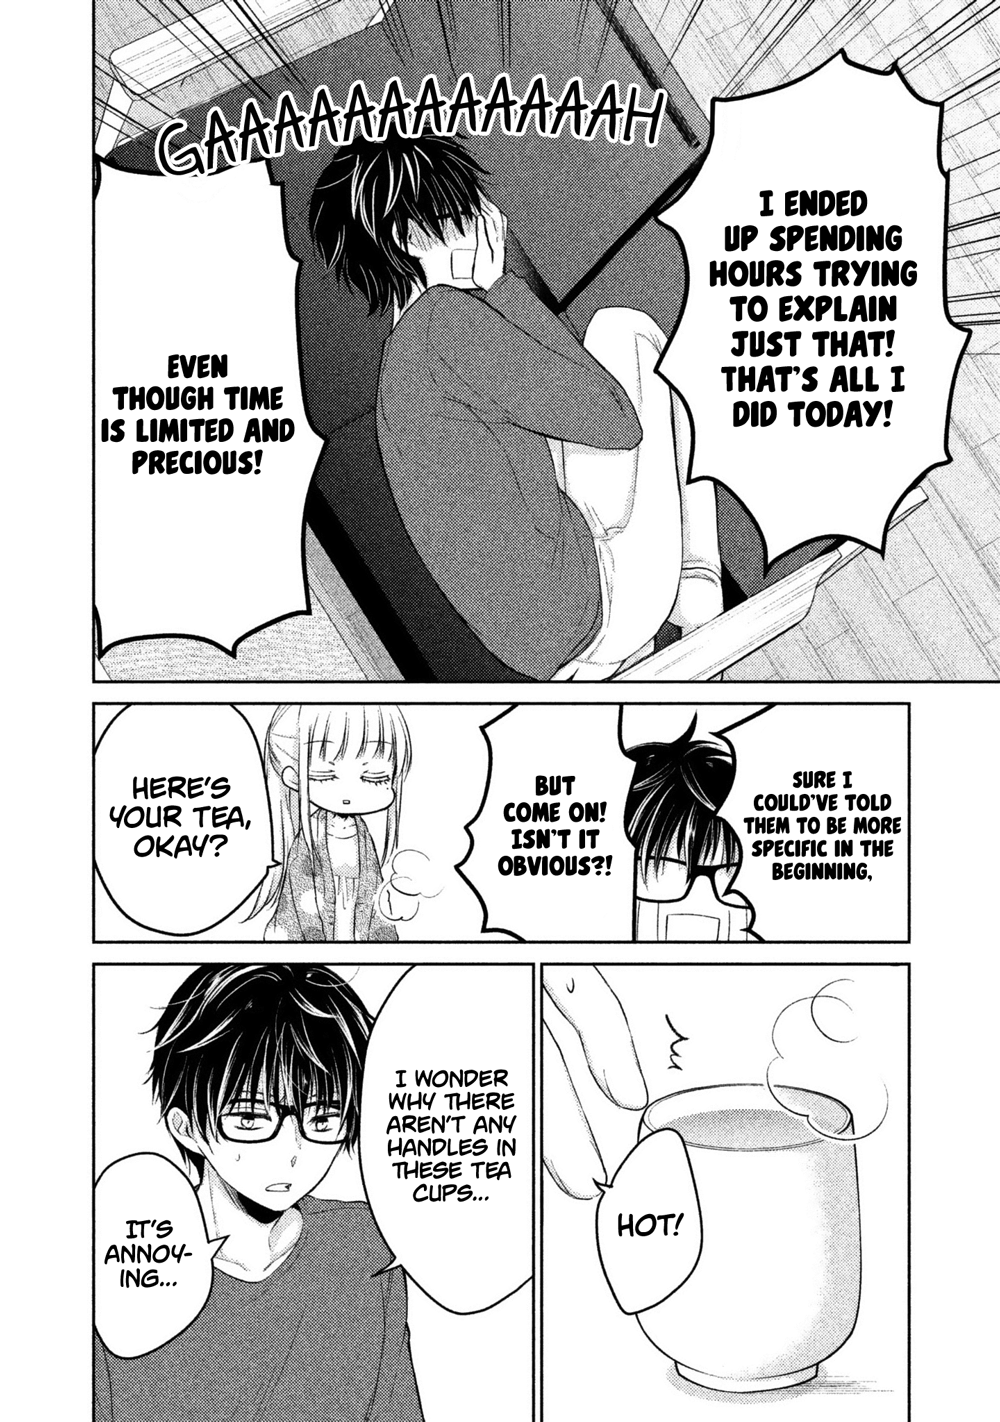 GAAAAAAAAAAAAAH
I ENDED
UP SPENDING
HOURS TRYING
TO EXPLAIN
JUST THAT!
THAT'S ALL I
DID TODAY!
EVEN
THOUGH TIME
IS LIMITED AND
PRECIOUS!
SURE I
COULD'VE TOLD
THEM TO BE MORE
SPECIFIC IN THE
BEGINNING,
BUT
COME ON!
ISN'T IT
OBVIOUS?!
HERE'S
YOUR TEA,
OKAY?
HOT!
I WONDER
WHY THERE
AREN'T ANY
HANDLES IN
THESE TEA
CUPS...
IT'S
ANNOY-
ING...